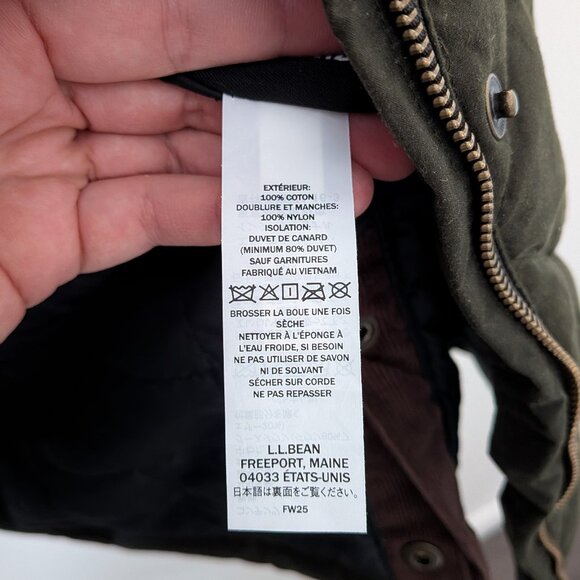 EXTÉRIEUR:
100% COTON
DOUBLURE ET MANCHES:
100% NYLON
ISOLATION:
DUVET DE CANARD
(MINIMUM 80% DUVET)
SAUF GARNITURES
FABRIQUÉ AU VIETNAM
BROSSER LA BOUE UNE FOIS
SÈCHE
NETTOYER À L'ÉPONGE À
L'EAU FROIDE, SI BESOIN
NE PAS UTILISER DE SAVON
NI DE SOLVANT
SÉCHER SUR CORDE
NE PAS REPASSER
L.L.BEAN
FREEPORT, MAINE
04033 ÉTATS-UNIS
日本語は裏面をご覧ください。
FW25